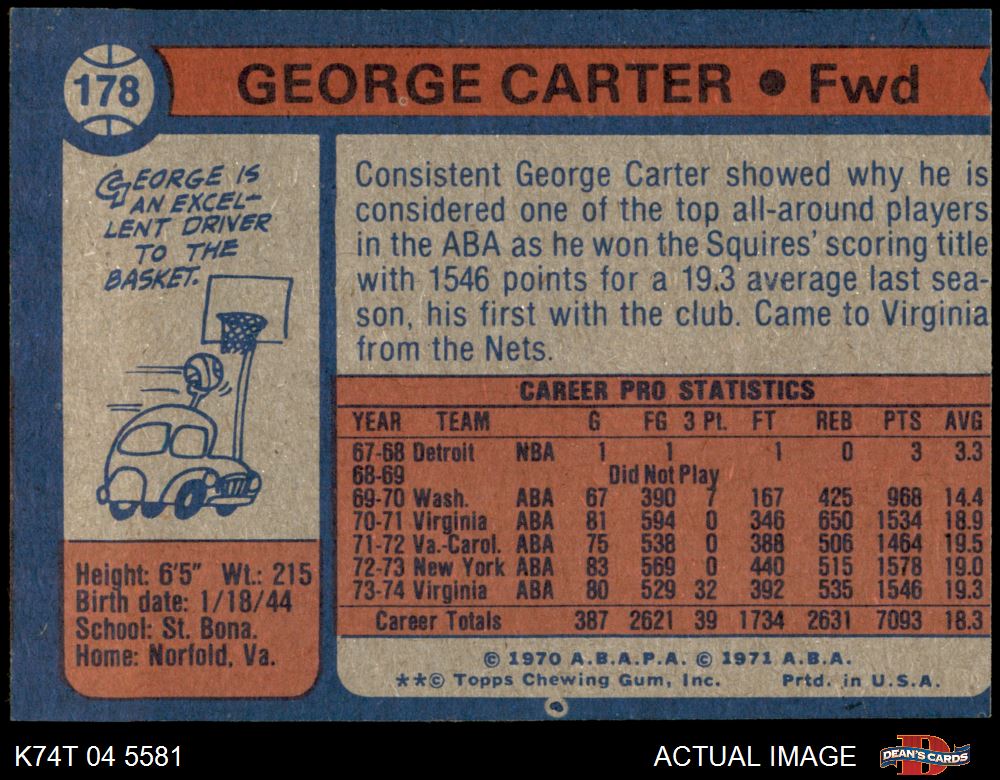 178
GEORGE CARTER ● Fwd
GEORGE IS
AN EXCEL-
LENT DRIVER
TO THE
BASKET.
Consistent George Carter showed why he is
considered one of the top all-around players
in the ABA as he won the Squires' scoring title
with 1546 points for a 19.3 average last sea-
son, his first with the club. Came to Virginia
from the Nets.
CAREER PRO STATISTICS
YEAR TEAM G FG 3 Pt. FT REB PTS AVG
67-68 Detroit NBA 1 1 1 0 3 3.3
68-69 Did Not Play
69-70 Wash. ABA 67 390 7 167 425 968 14.4
70-71 Virginia ABA 81 594 0 346 650 1534 18.9
71-72 Va.-Carol. ABA 75 538 0 388 506 1464 19.5
72-73 New York ABA 83 569 0 440 515 1578 19.0
73-74 Virginia ABA 80 529 32 392 535 1546 19.3
Career Totals 387 2621 39 1734 2631 7093 18.3
Height: 6'5" Wt.: 215
Birth date: 1/18/44
School: St. Bona.
Home: Norfold, Va.
© 1970 A.B.A.P.A. © 1971 A.B.A.
**© Topps Chewing Gum, Inc. Prtd. in U.S.A.
K74T 04 5581
ACTUAL IMAGE
DEAN'S CARDS